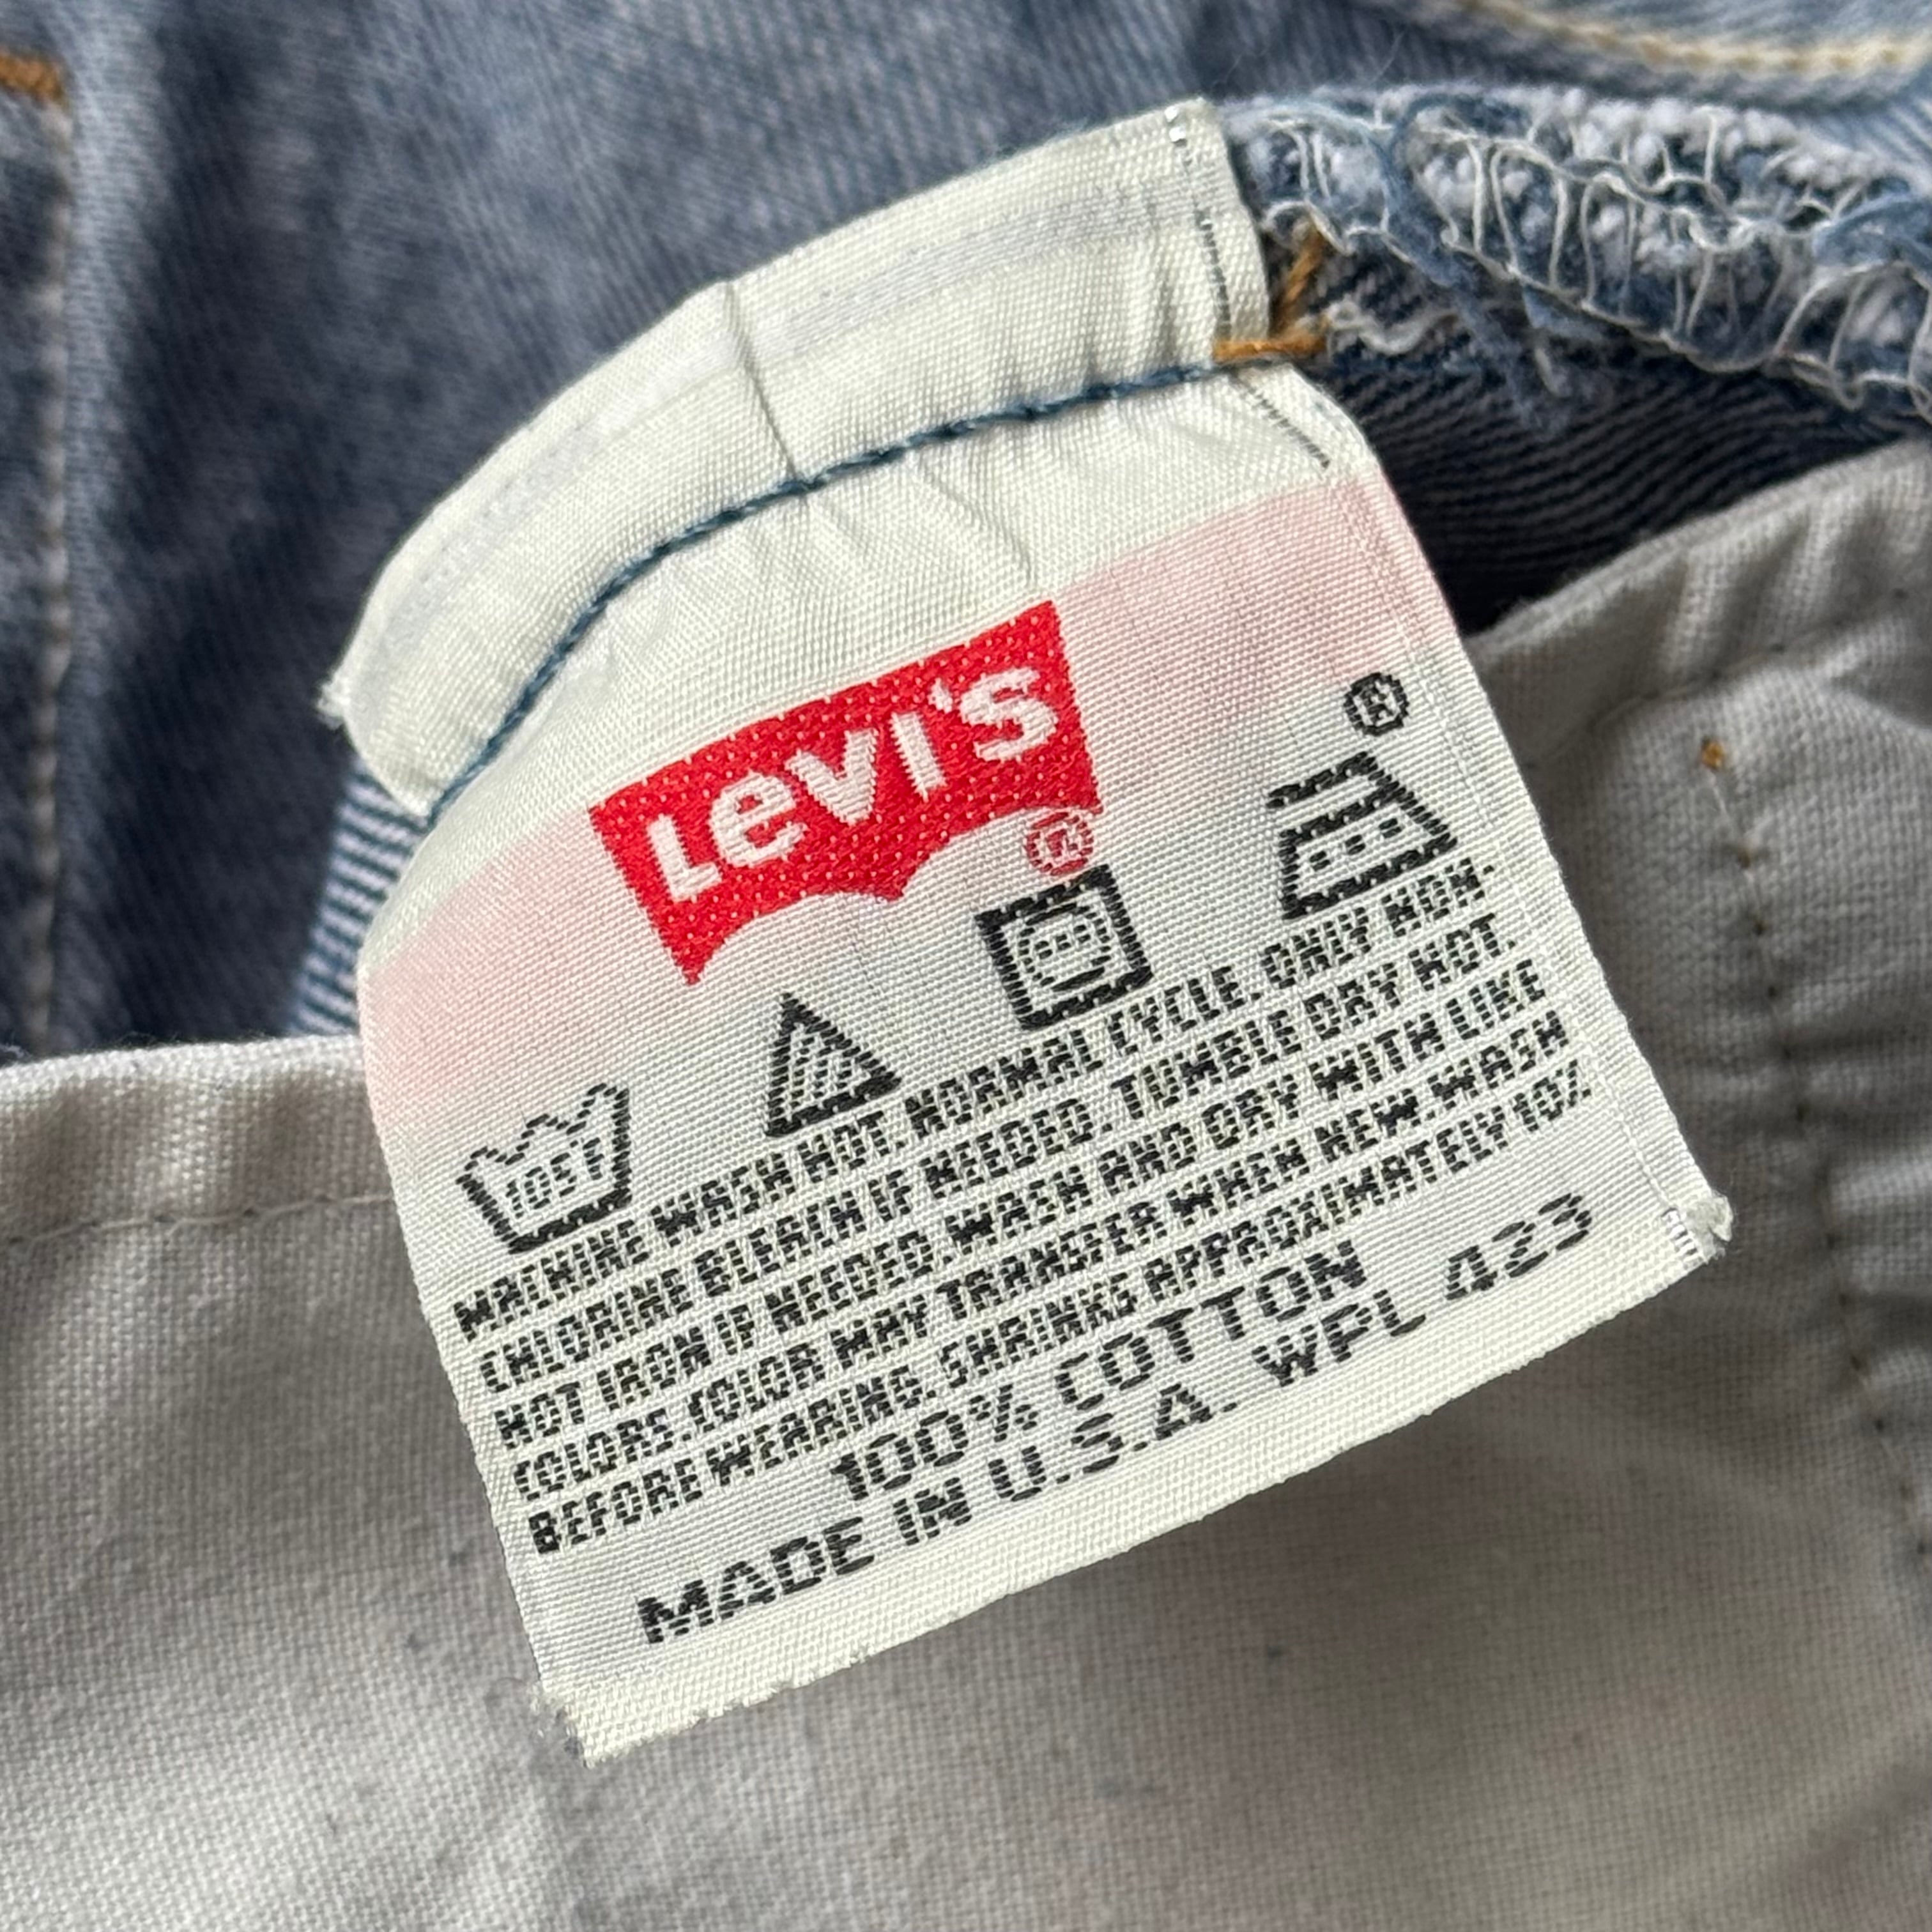 Levi's
®
®
105F
MACHINE WASH HOT. NORMAL CYCLE. ONLY NON-
CHLORINE BLEACH IF NEEDED. TUMBLE DRY HOT.
HOT IRON IF NEEDED. WASH AND DRY WITH LIKE
COLORS. COLOR MAY TRANSFER WHEN NEW. WASH
BEFORE WEARING. SHRINKS APPROXIMATELY 10%
100% COTTON
MADE IN U.S.A. WPL 423